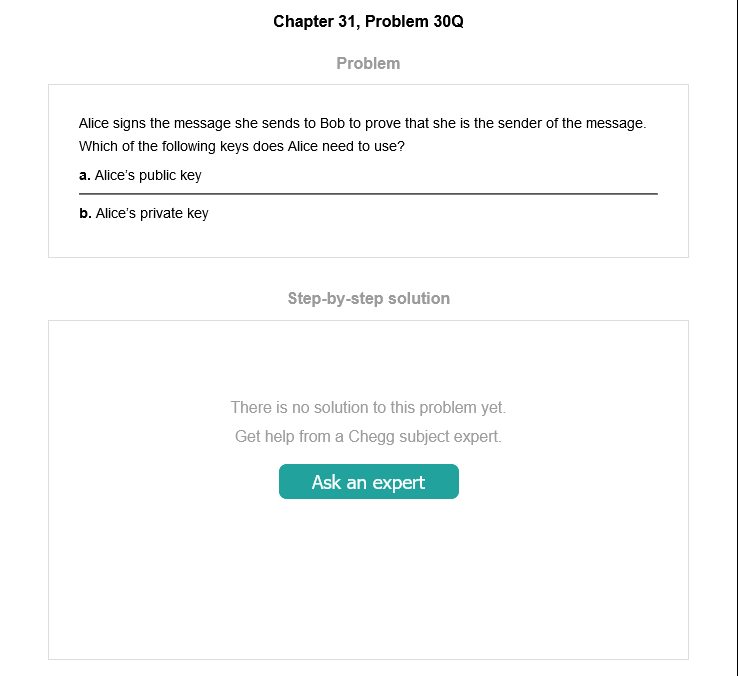 Chapter 31, Problem 30Q
Problem
Alice signs the message she sends to Bob to prove that she is the sender of the message.
Which of the following keys does Alice need to use?
a. Alice’s public key
b. Alice’s private key
Step-by-step solution
There is no solution to this problem yet.
Get help from a Chegg subject expert.
Ask an expert